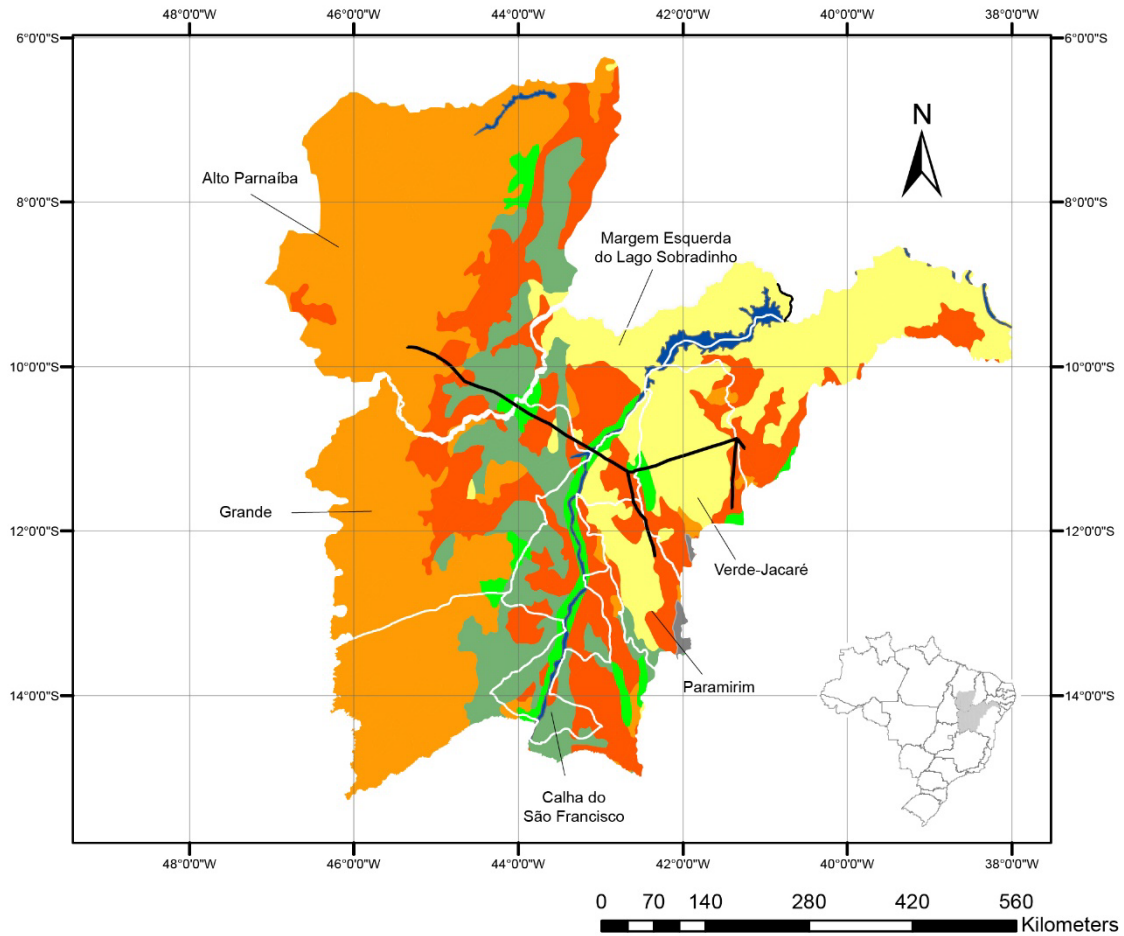 48°0'0"W 44°0'0"W 42°0'0"W 40°0'0"W 38°0'0"W
6°0'0"S
6°0'0"S
N
Alto Parnaíba
8°0'0"S
8°0'0"S
Margem Esquerda
do Lago Sobradinho
10°0'0"S
10°0'0"S
Grande
12°0'0"S
12°0'0"S
Verde-Jacaré
Paramirim
14°0'0"S
14°0'0"S
Calha do
São Francisco
48°0'0"W 46°0'0"W 44°0'0"W 42°0'0"W 40°0'0"W 38°0'0"W
0 70 140 280 420 560
Kilometers